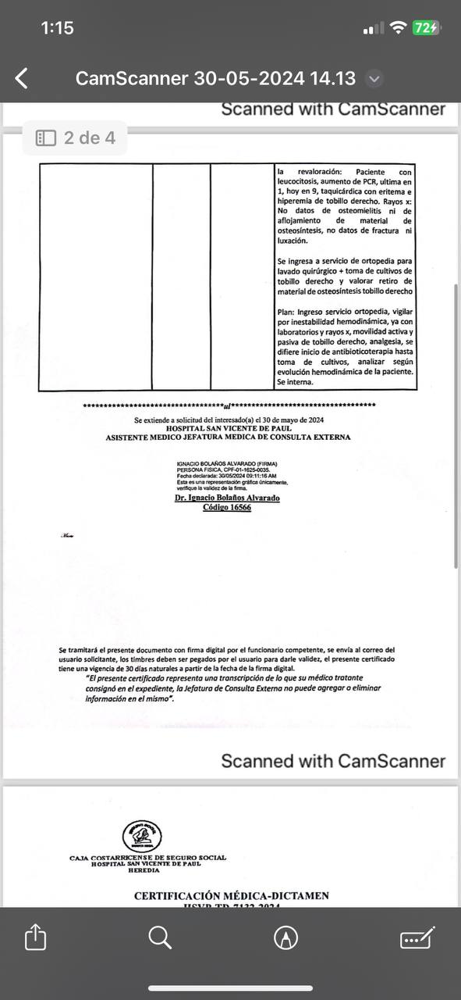 1:15
72
CamScanner 30-05-2024 14.13
Scanned with CamScanner
2 de 4
la revaloración: Paciente con
leucocitosis, aumento de PCR, ultima en
1, hoy en 9, taquicárdica con eritema e
hiperemia de tobillo derecho. Rayos x:
No datos de osteomielitis ni de
aflojamiento de material de
osteosíntesis, no datos de fractura ni
luxación.
Se ingresa a servicio de ortopedia para
lavado quirúrgico + toma de cultivos de
tobillo derecho y valorar retiro de
material de osteosíntesis tobillo derecho
Plan: Ingreso servicio ortopedia, vigilar
por inestabilidad hemodinámica, ya con
laboratorios y rayos x, movilidad activa y
pasiva de tobillo derecho, analgesia, se
difiere inicio de antibioticoterapia hasta
toma de cultivos, analizar según
evolución hemodinámica de la paciente.
Se interna.
***********************************ul***********************************
Se extiende a solicitud del interesado(a) el 30 de mayo de 2024
HOSPITAL SAN VICENTE DE PAUL
ASISTENTE MEDICO JEFATURA MEDICA DE CONSULTA EXTERNA
IGNACIO BOLAÑOS ALVARADO (FIRMA)
PERSONA FISICA, CPF-01-1625-0035.
Fecha declarada: 30/05/2024 09:11:16 AM
Esta es una representación gráfica únicamente,
verifique la validez de la firma.
Dr. Ignacio Bolaños Alvarado
Código 16566
Se tramitará el presente documento con firma digital por el funcionario competente, se envía al correo del
usuario solicitante, los timbres deben ser pegados por el usuario para darle validez, el presente certificado
tiene una vigencia de 30 días naturales a partir de la fecha de la firma digital.
"El presente certificado representa una transcripción de lo que su médico tratante
consignó en el expediente, la Jefatura de Consulta Externa no puede agregar o eliminar
información en el mismo".
Scanned with CamScanner
CAJA COSTARRICENSE DE SEGURO SOCIAL
HOSPITAL SAN VICENTE DE PAUL
HEREDIA
CERTIFICACIÓN MÉDICA-DICTAMEN